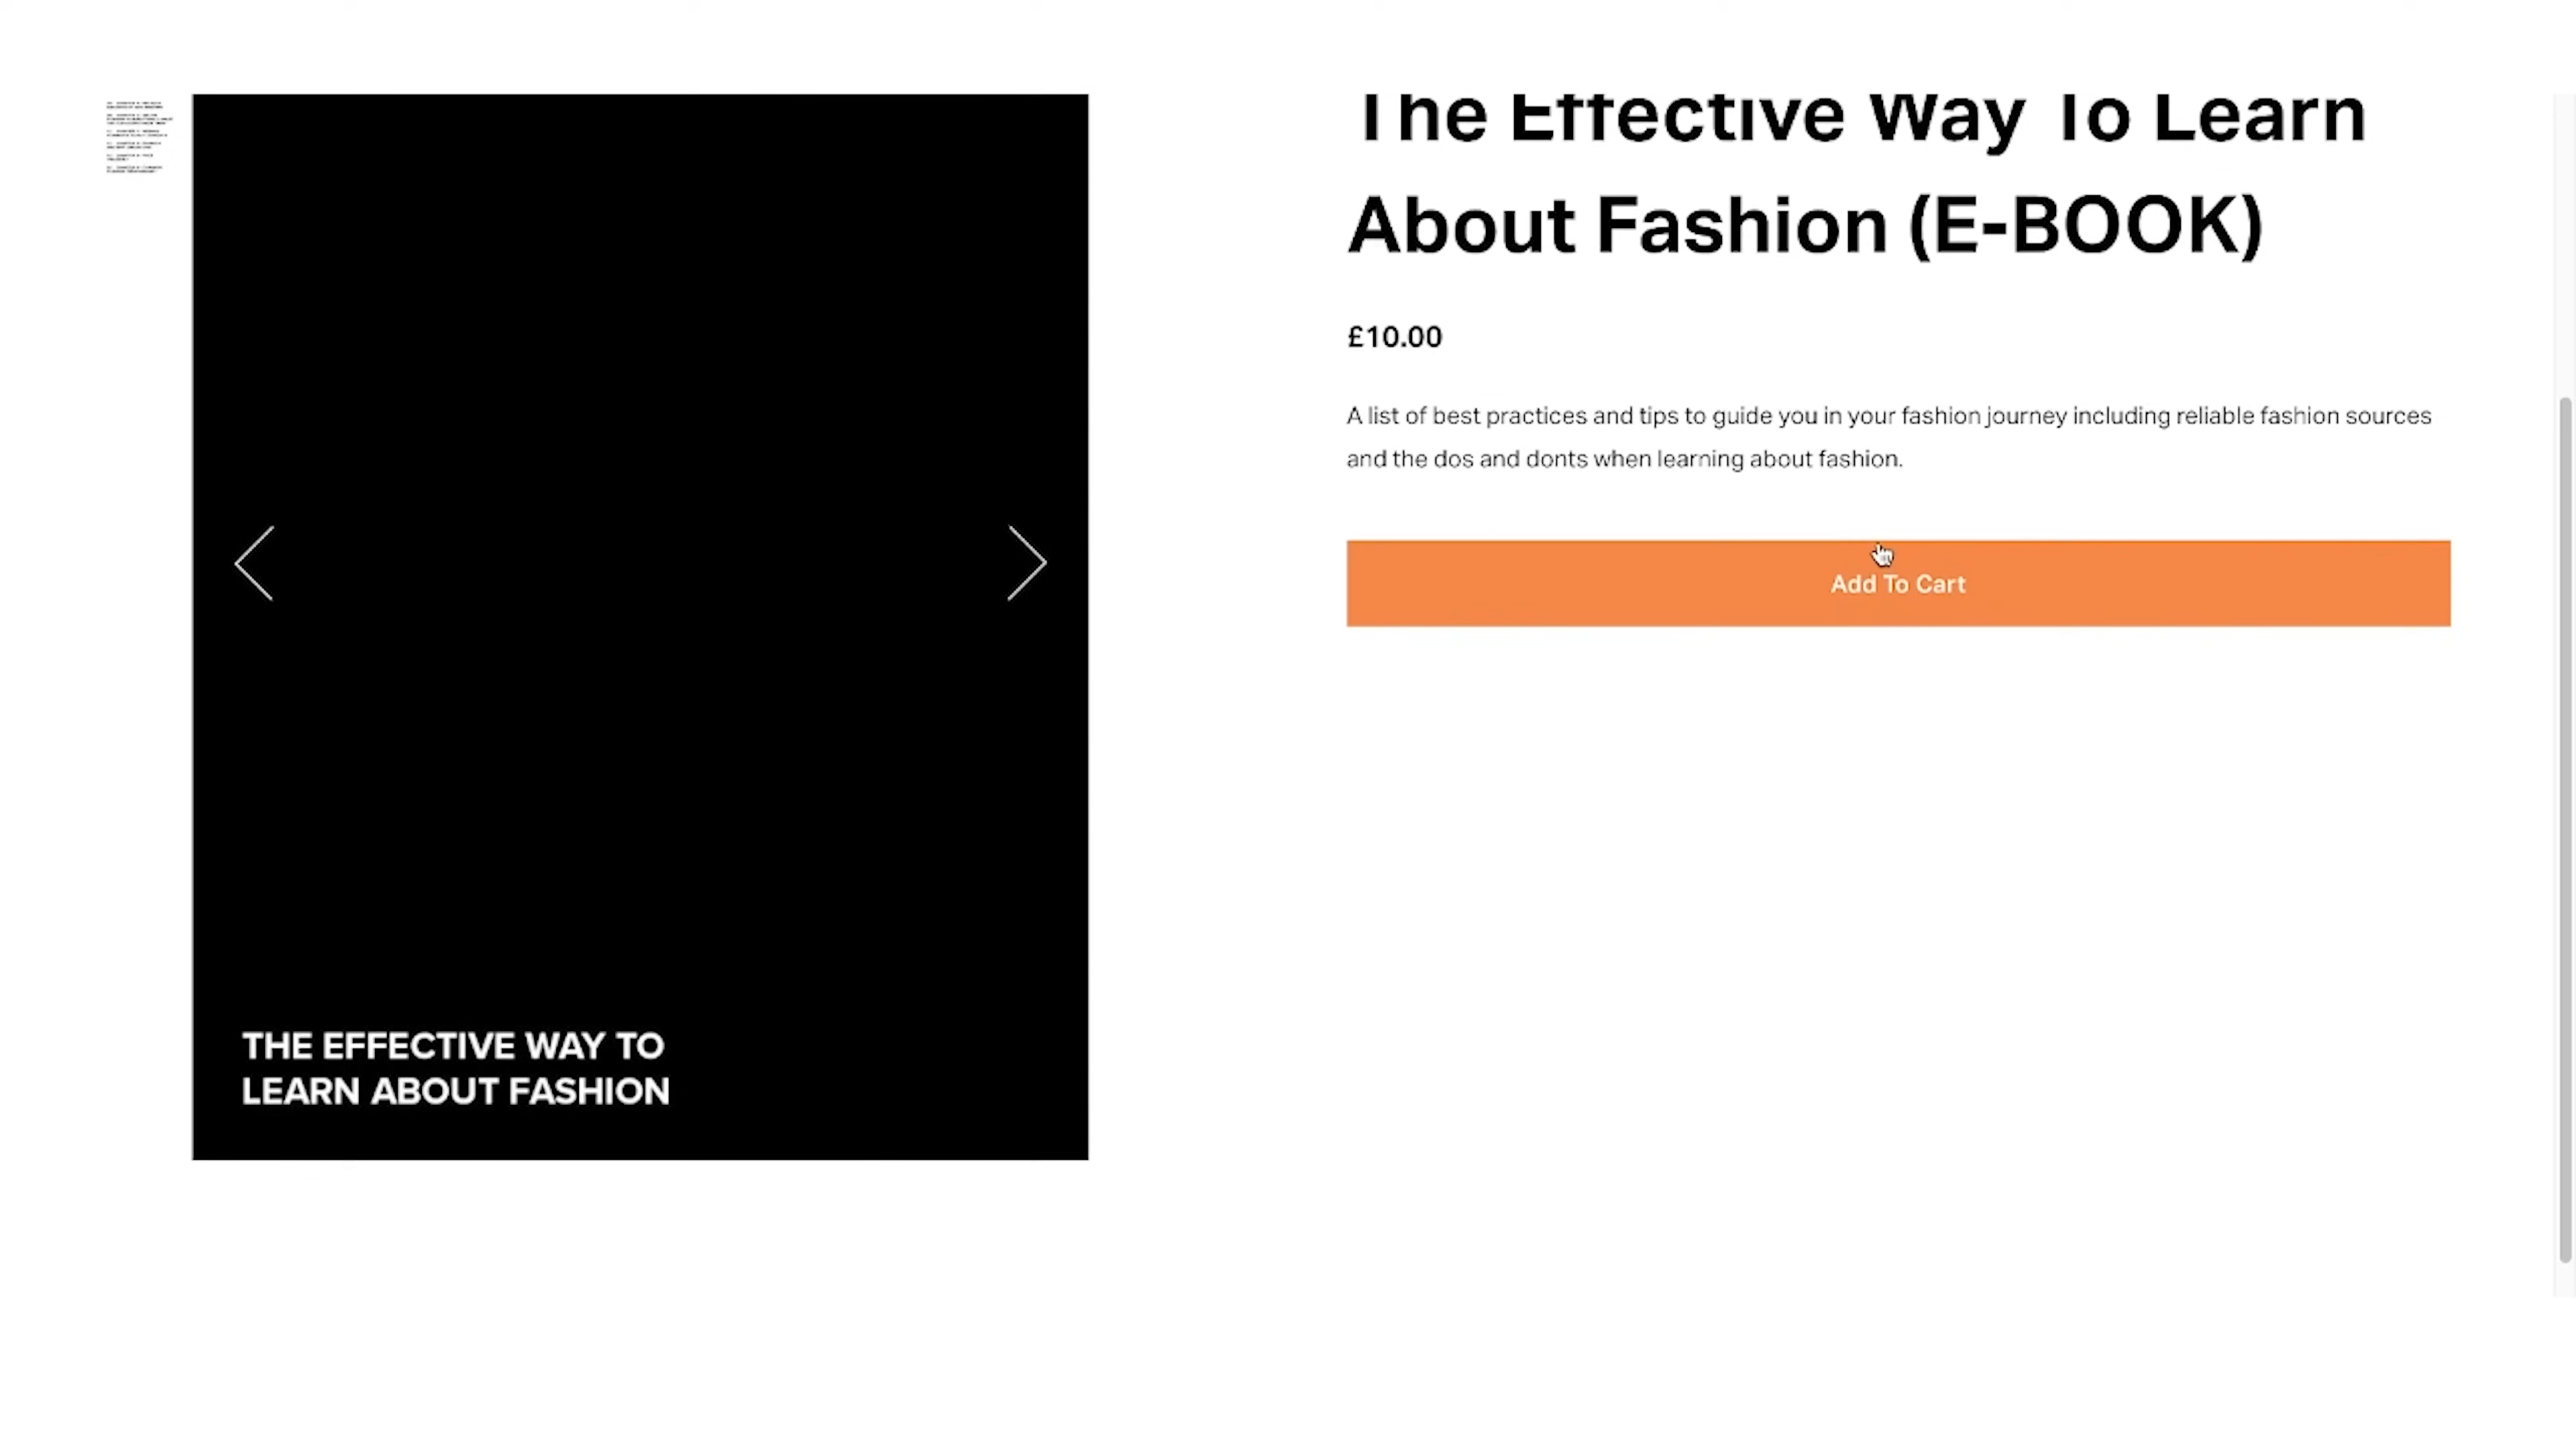 The Effective Way To Learn
About Fashion (E-BOOK)
£10.00
A list of best practices and tips to guide you in your fashion journey including reliable fashion sources
and the dos and donts when learning about fashion.
Add To Cart
THE EFFECTIVE WAY TO
LEARN ABOUT FASHION